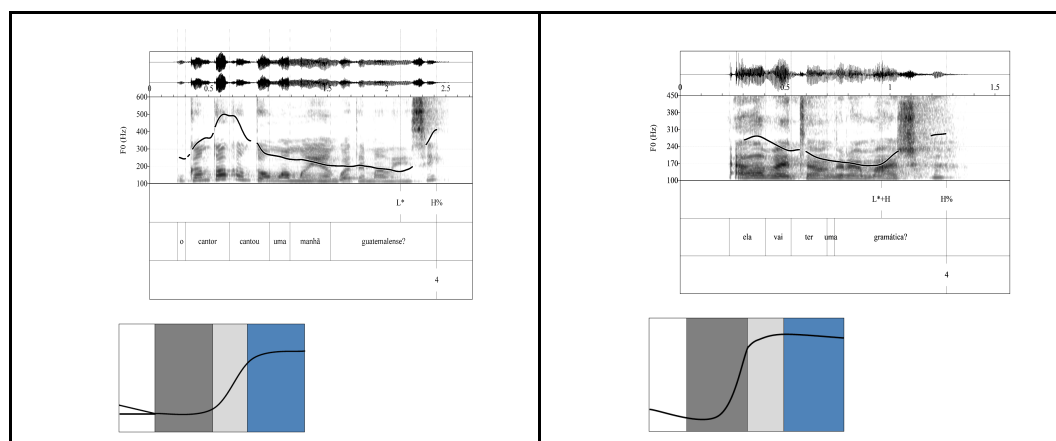 0 0.5 1 1.5 2 2.5
600
500
400
300
200
100
F0 (Hz)
L* H%
o cantor cantou uma manhã guatemalense?
4
0 0.5 1 1.5
450
380
310
240
170
100
F0 (Hz)
L*+H H%
ela vai ter uma gramática?
4